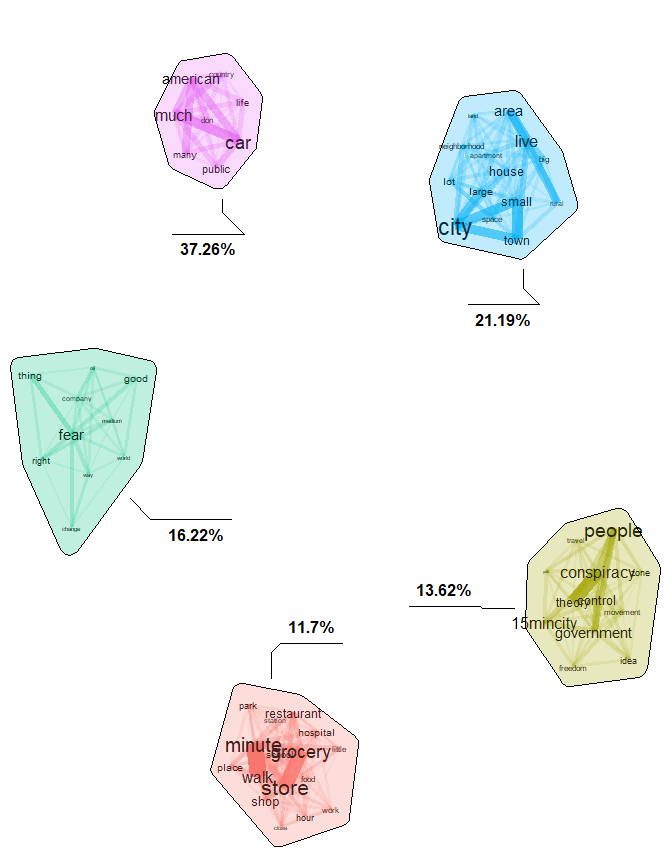 american
country
life
much
don
car
many
public
37.26%
land
area
live
neighborhood
apartment
big
house
lot
large
small
rural
space
city
town
21.19%
thing
oil
good
company
medium
fear
right
world
way
change
16.22%
people
travel
conspiracy
zone
theory
control
movement
15mincity
government
idea
freedom
13.62%
11.7%
park
restaurant
station
hospital
minute
grocery
little
school
place
walk
food
store
shop
work
hour
close